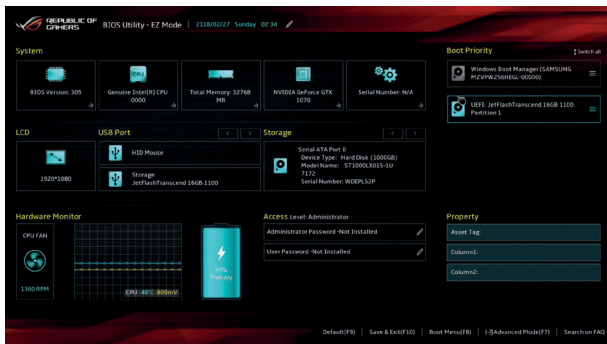 REPUBLIC OF
GAMERS
BIOS Utility - EZ Mode
2118/02/27 Sunday 02:34
System
BIOS Version: 305
CPU
Genuine Intel(R) CPU
0000
Total Memory: 32768
MB
NVIDIA GeForce GTX
1070
Serial Number: N/A
Boot Priority
Switch all
Windows Boot Manager (SAMSUNG
MZVPW256HEGL-00000)
UEFI: JetFlashTranscend 16GB 1100,
Partition 1
LCD
1920*1080
USB Port
HID Mouse
Storage
JetFlashTranscend 16GB 1100
Storage
Serial ATA Port 0
Device Type: Hard Disk (1000GB)
Model Name: ST1000LX015-1U
7172
Serial Number: WDEPLS2P
Hardware Monitor
CPU FAN
1360 RPM
CPU 48°C 809mV
99%
Primary
Access Level: Administrator
Administrator Password -Not Installed
User Password -Not Installed
Property
Asset Tag:
Column1:
Column2:
Default(F9) | Save & Exit(F10) | Boot Menu(F8) | Advanced Mode(F7) | Search on FAQ